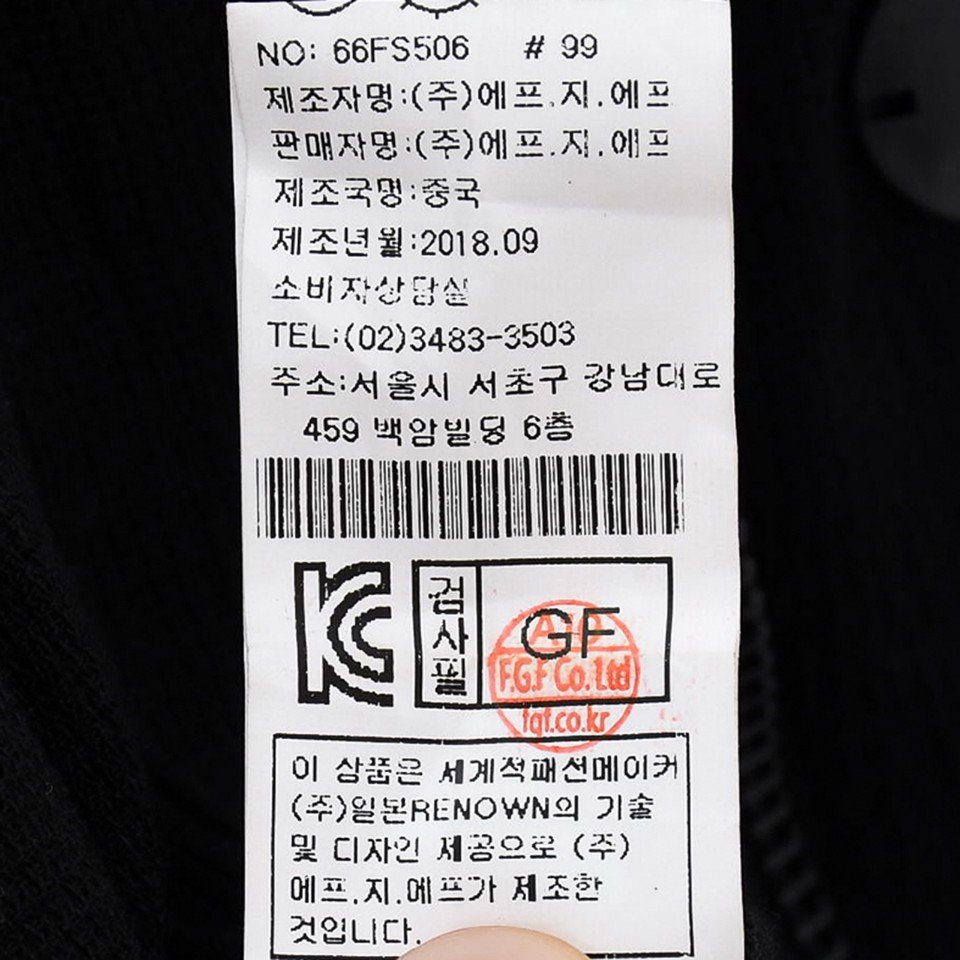 NO: 66FS506 # 99
제조자명:(주)에프.지.에프
판매자명:(주)에프.지.에프
제조국명:중국
제조년월:2018.09
소비자상담실
TEL:(02)3483-3503
주소:서울시 서초구 강남대로
459 백암빌딩 6층
KC
검사필
GF
A10
F.G.F Co. Ltd
fgf.co.kr
이 상품은 세계적패션메이커
(주)일본RENOWN의 기술
및 디자인 제공으로 (주)
에프.지.에프가 제조한
것입니다.